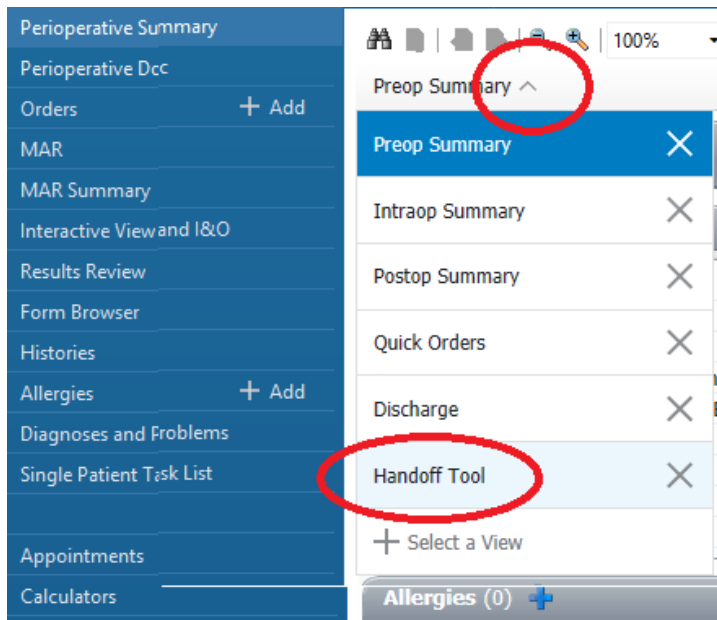 Perioperative Summary
Perioperative Doc
Orders + Add
MAR
MAR Summary
Interactive View and I&O
Results Review
Form Browser
Histories
Allergies + Add
Diagnoses and Problems
Single Patient Task List
Appointments
Calculators
100%
Preop Summary
Preop Summary
Intraop Summary
Postop Summary
Quick Orders
Discharge
Handoff Tool
+ Select a View
Allergies (0)